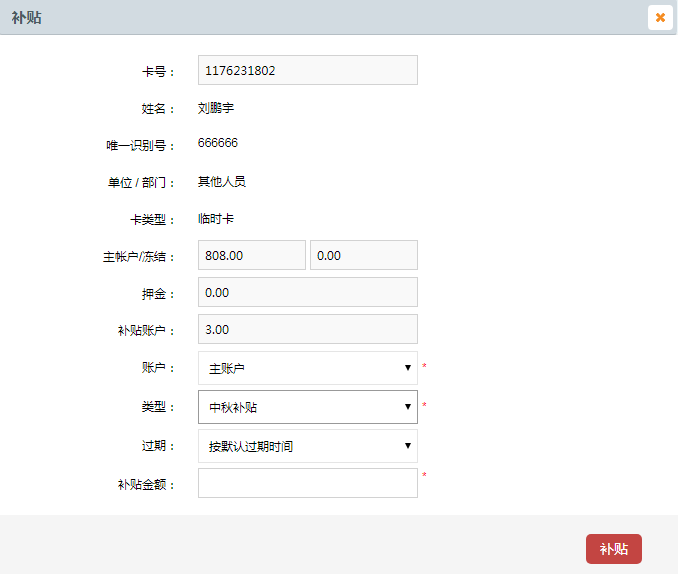 补贴
卡号： 1176231802
姓名： 刘鹏宇
唯一识别号： 666666
单位 / 部门： 其他人员
卡类型： 临时卡
主帐户/冻结： 808.00 0.00
押金： 0.00
补贴账户： 3.00
账户： 主账户 *
类型： 中秋补贴 *
过期： 按默认过期时间
补贴金额： *
补贴